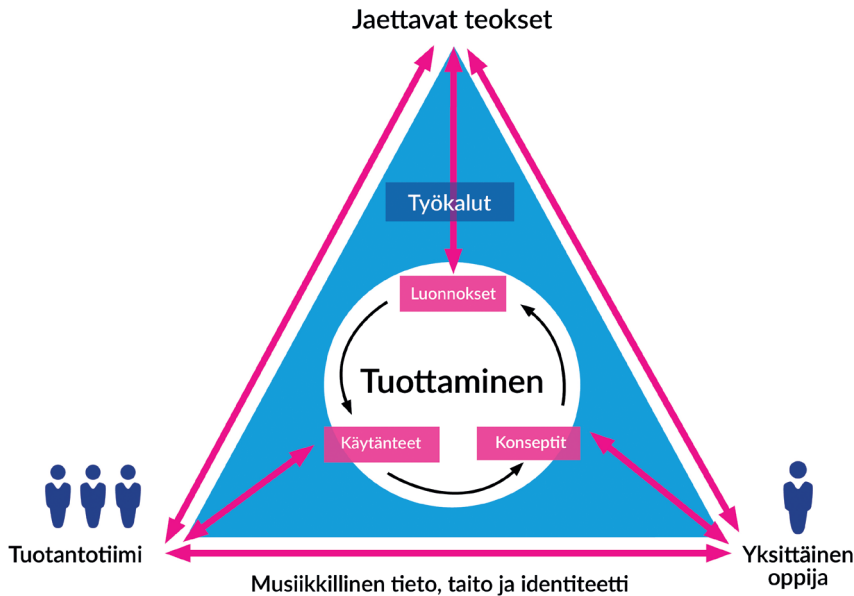 Jaettavat teokset
Työkalut
Luonnokset
Tuottaminen
Käytänteet
Konseptit
Tuotantotiimi
Yksittäinen
oppija
Musiikkillinen tieto, taito ja identiteetti